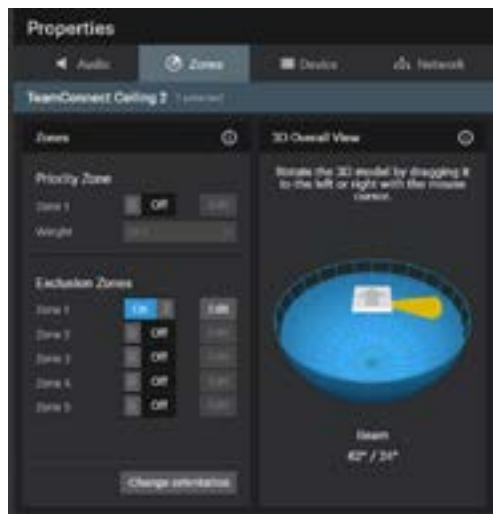 Properties
Audio
Zones
Device
Network
TeamConnect Ceiling 2 1 selected
Zones
3D Overall View
Rotate the 3D model by dragging it
to the left or right with the mouse
cursor.
Priority Zone
Zone 1 Off Edit
Weight
Exclusion Zones
Zone 1 On Edit
Zone 2 Off Edit
Zone 3 Off Edit
Zone 4 Off Edit
Zone 5 Off Edit
Beam
Change orientation